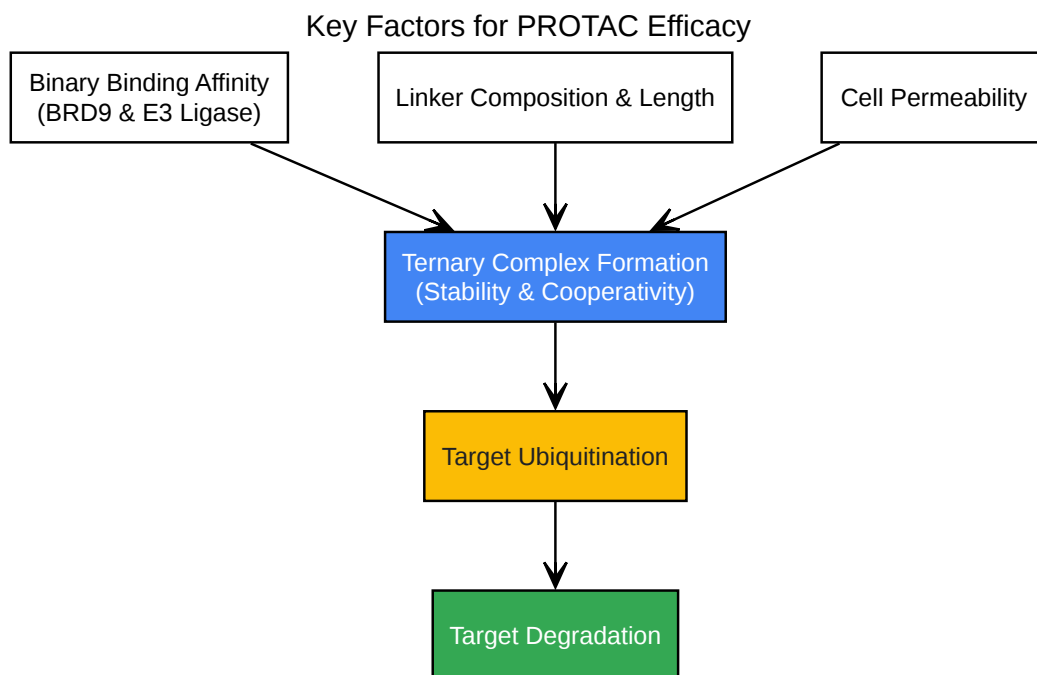 Key Factors for PROTAC Efficacy
Binary Binding Affinity
(BRD9 & E3 Ligase)
Linker Composition & Length
Cell Permeability
Ternary Complex Formation
(Stability & Cooperativity)
Target Ubiquitination
Target Degradation